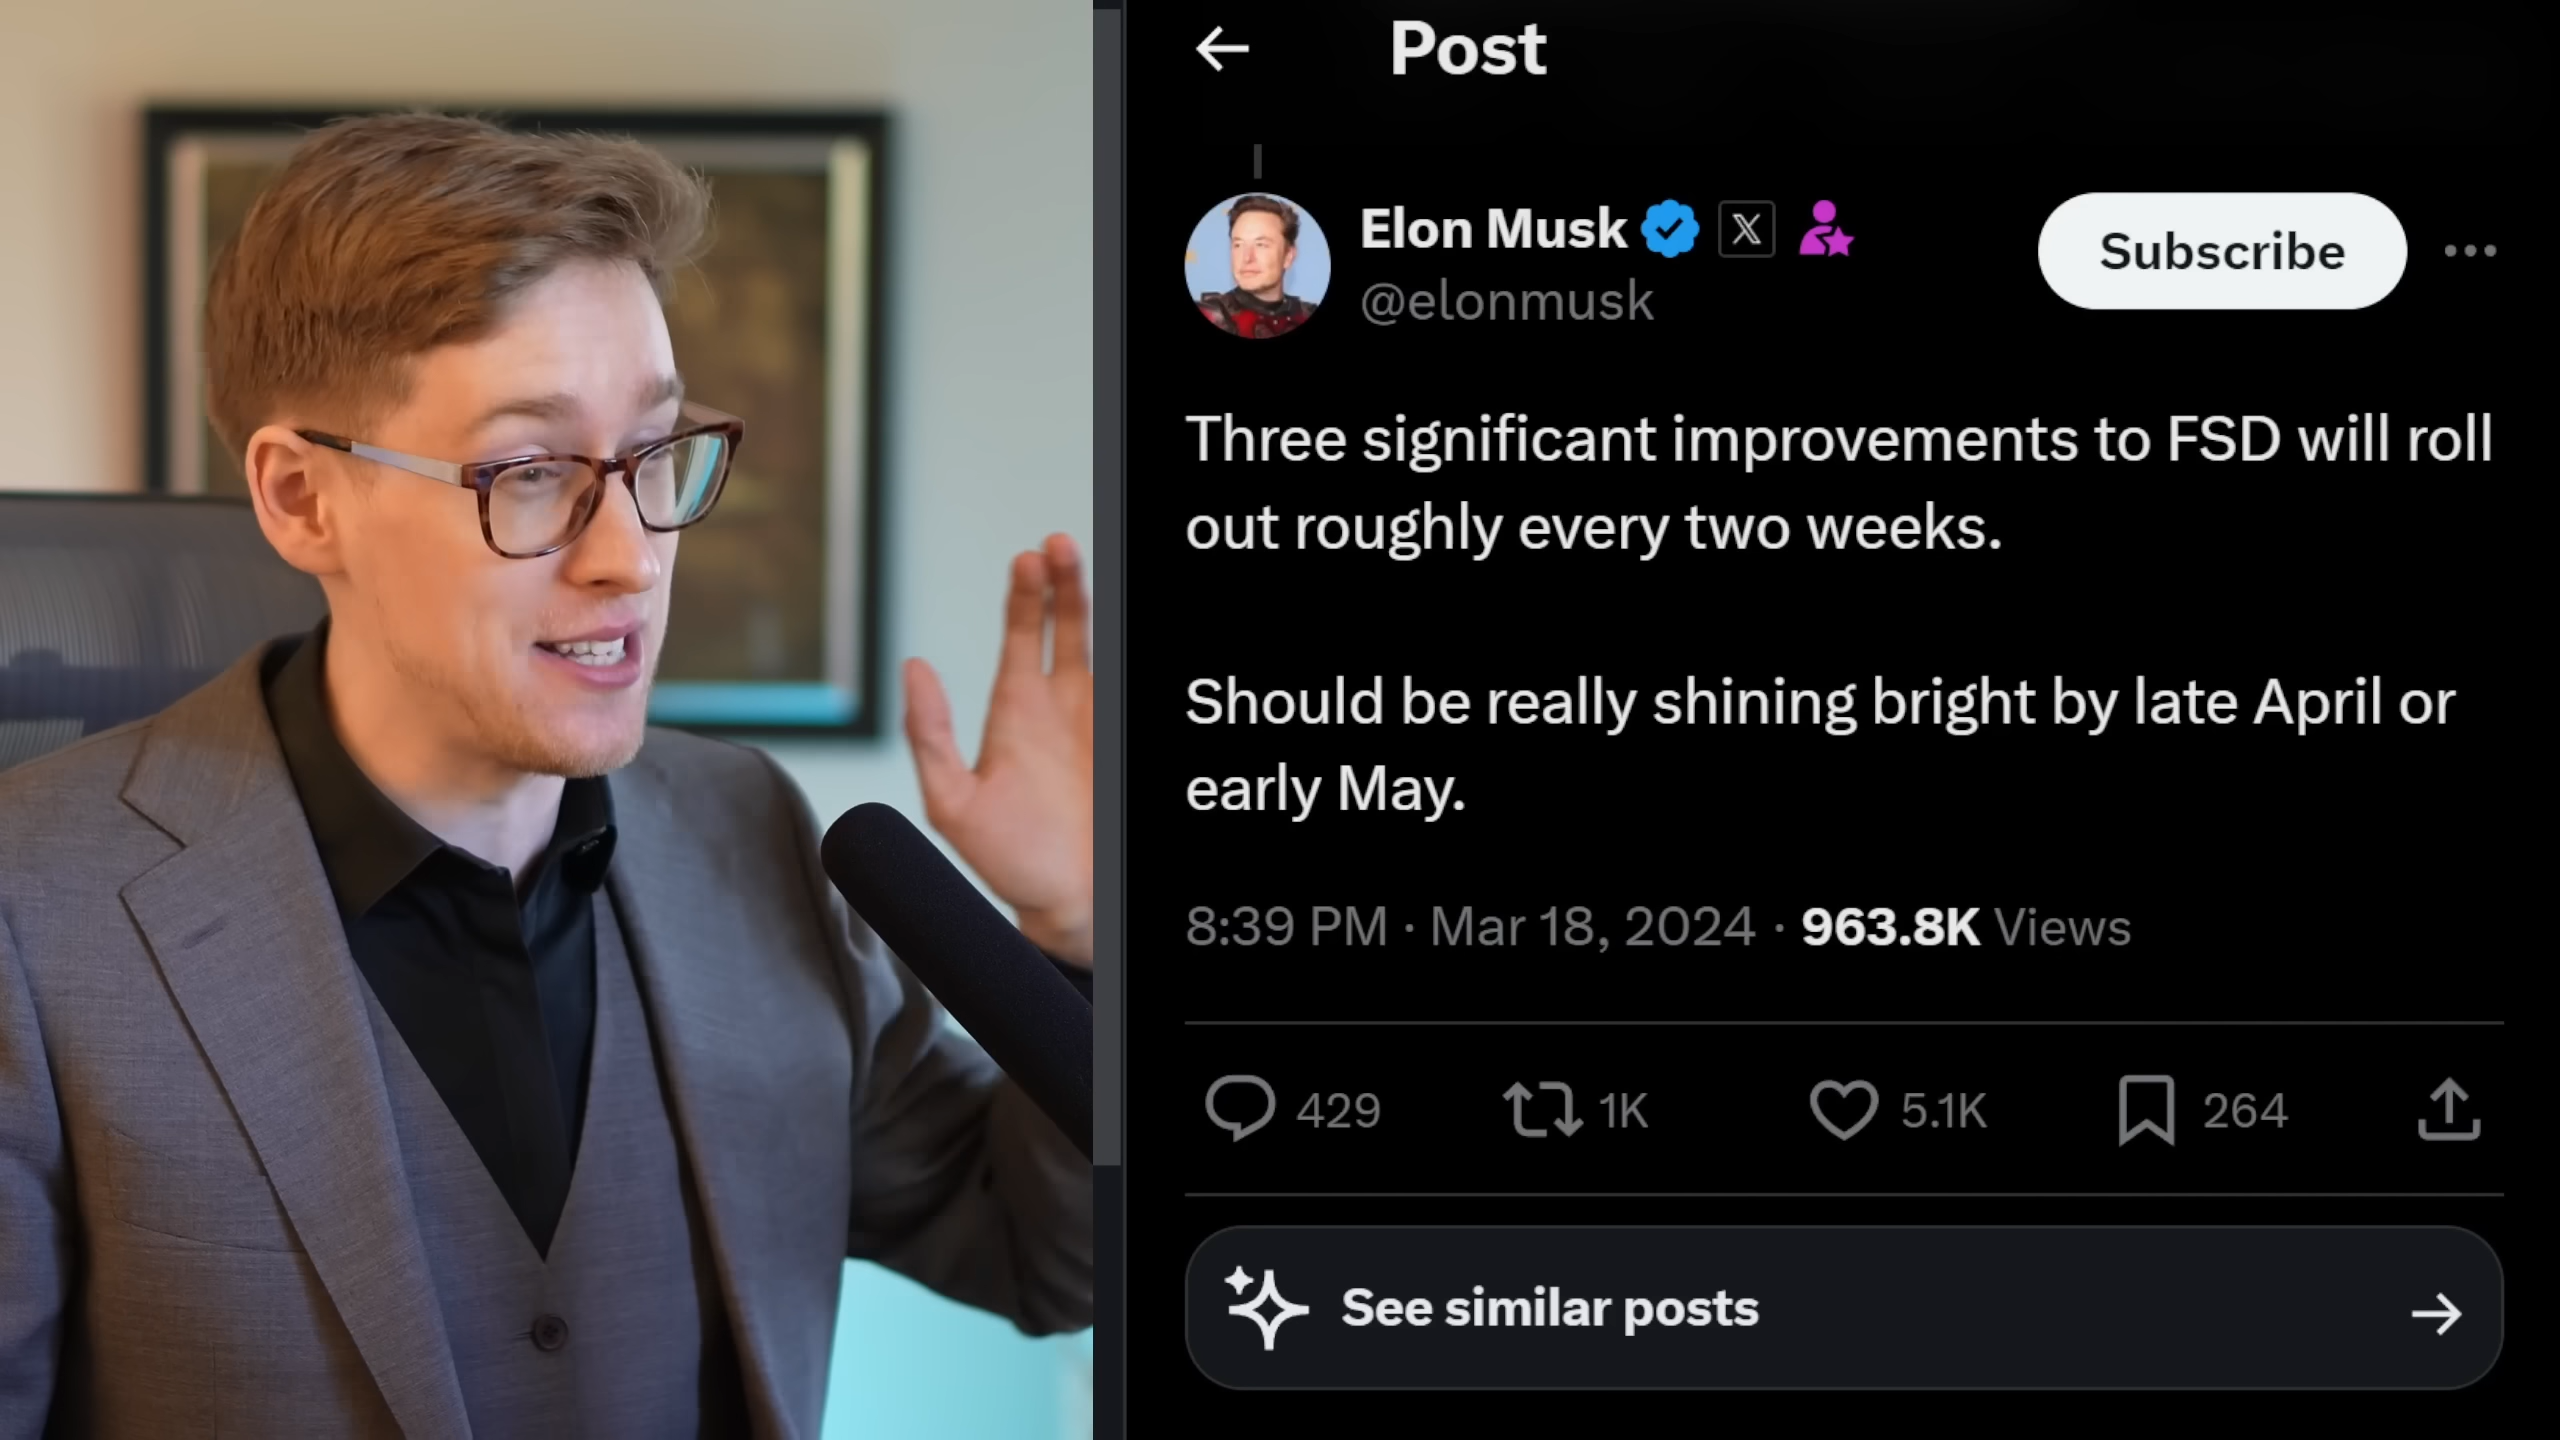 Post
Elon Musk
Subscribe
@elonmusk
Three significant improvements to FSD will roll
out roughly every two weeks.
Should be really shining bright by late April or
early May.
8:39 PM · Mar 18, 2024 · 963.8K Views
429 1K 5.1K 264
See similar posts